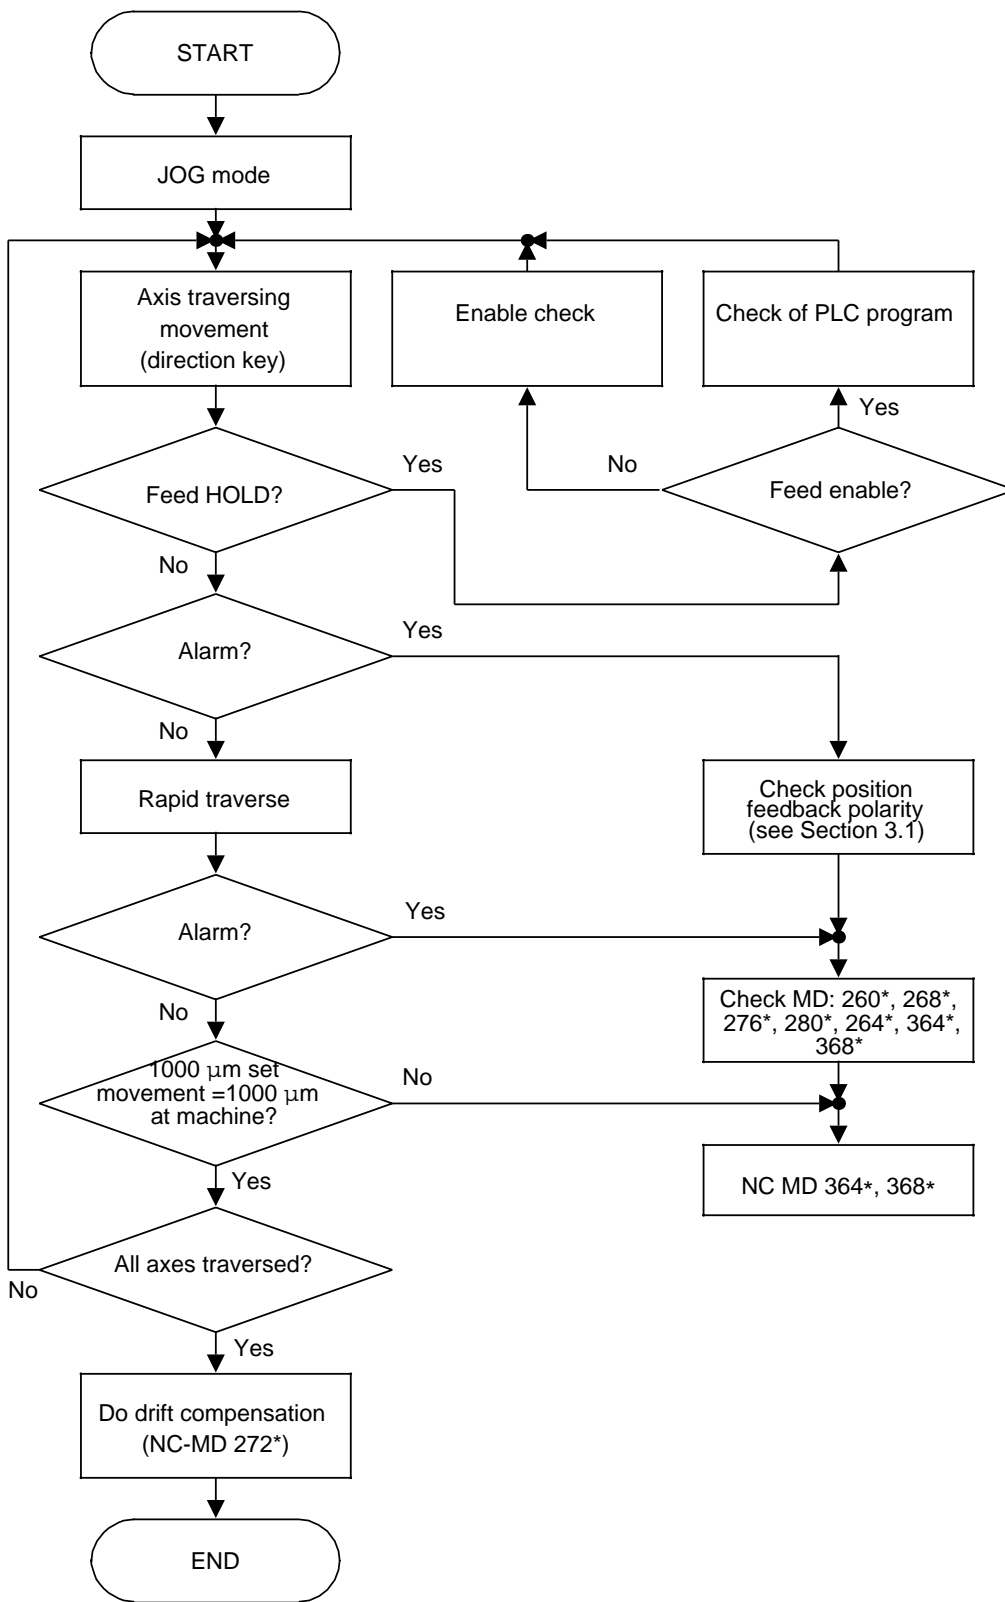 START
JOG mode
Axis traversing
movement
(direction key)
Enable check
Check of PLC program
Yes
No
Feed enable?
Yes
Feed HOLD?
No
Yes
Alarm?
No
Rapid traverse
Check position
feedback polarity
(see Section 3.1)
Yes
Alarm?
No
Check MD: 260*, 268*,
276*, 280*, 264*, 364*,
368*
1000 μm set
movement =1000 μm
at machine?
No
Yes
NC MD 364*, 368*
All axes traversed?
No
Yes
Do drift compensation
(NC-MD 272*)
END